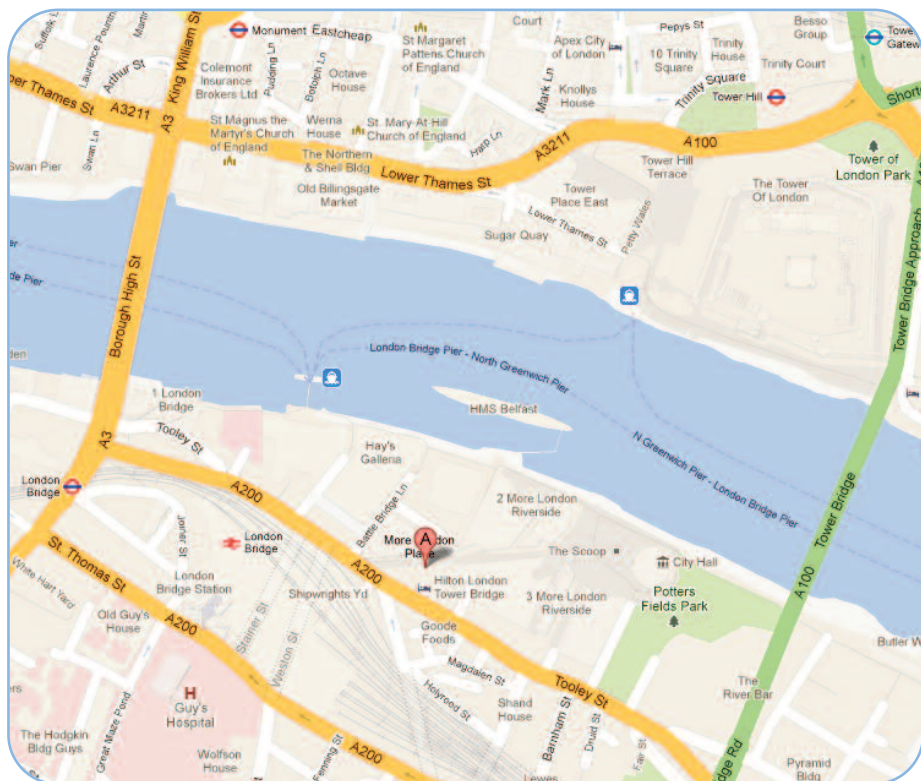 Suffolk Ln
Laurence Pountney
Martin
Arthur St
King William St
Monument
Eastcheap
Pudding Ln
Botolph Ln
Colemont
Insurance
Brokers Ltd
Octave
House
St Margaret
Pattens Church
of England
Court
Apex City
of London
Pepys St
10 Trinity
Square
Trinity
House
Besso
Group
Tower
Gatew
Trinity Court
Knollys
House
Mark Ln
Trinity Square
Tower Hill
Shorte
per Thames St
A3211
A3
St Magnus the
Martyr's Church
of England
Werna
House
St. Mary-At-Hill
Church of England
Harp Ln
A3211
A100
Swan Pier
Swan Ln
The Northern
& Shell Bldg
Old Billingsgate
Market
Lower Thames St
Tower Hill
Terrace
Tower of
London Park
Tower
Place East
The Tower
Of London
Lower Thames St
Petty Wales
Sugar Quay
Tower Bridge Approach
A10
er
de Pier
Borough High St
London Bridge Pier - North Greenwich Pier
HMS Belfast
N Greenwich Pier - London Bridge Pier
den
1 London
Bridge
A3
Tooley St
Hay's
Galleria
London
Bridge
A200
Battle Bridge Ln
2 More London
Riverside
Tower Bridge
A100
Joiner St
London
Bridge
More London
Place
A
The Scoop
City Hall
St Thomas St
White Hart Yard
London
Bridge Station
Shipwrights Yd
A200
Hilton London
Tower Bridge
3 More London
Riverside
Potters
Fields Park
Old Guy's
House
A200
Stainer St
Weston St
Goode
Foods
Magdalen St
Holyrood St
Tooley St
Butler W
H
Guy's
Hospital
Shand
House
Barnham St
Druid St
Fair St
The
River Bar
ers
The Hodgkin
Bldg Guys
Great Maze Pond
Wolfson
House
Fenning St
A200
Lewes
dge Rd
Pyramid
Bldg